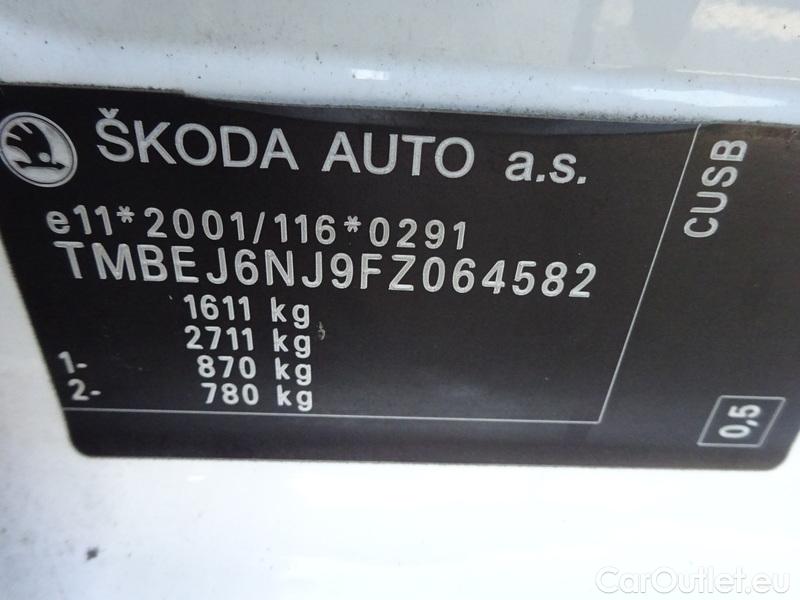 ŠKODA AUTO a.s.
e11*2001/116*0291
TMBEJ6NJ9FZ064582
1611 kg
2711 kg
1- 870 kg
2- 780 kg
CUSB
0,5
CarOutlet.eu